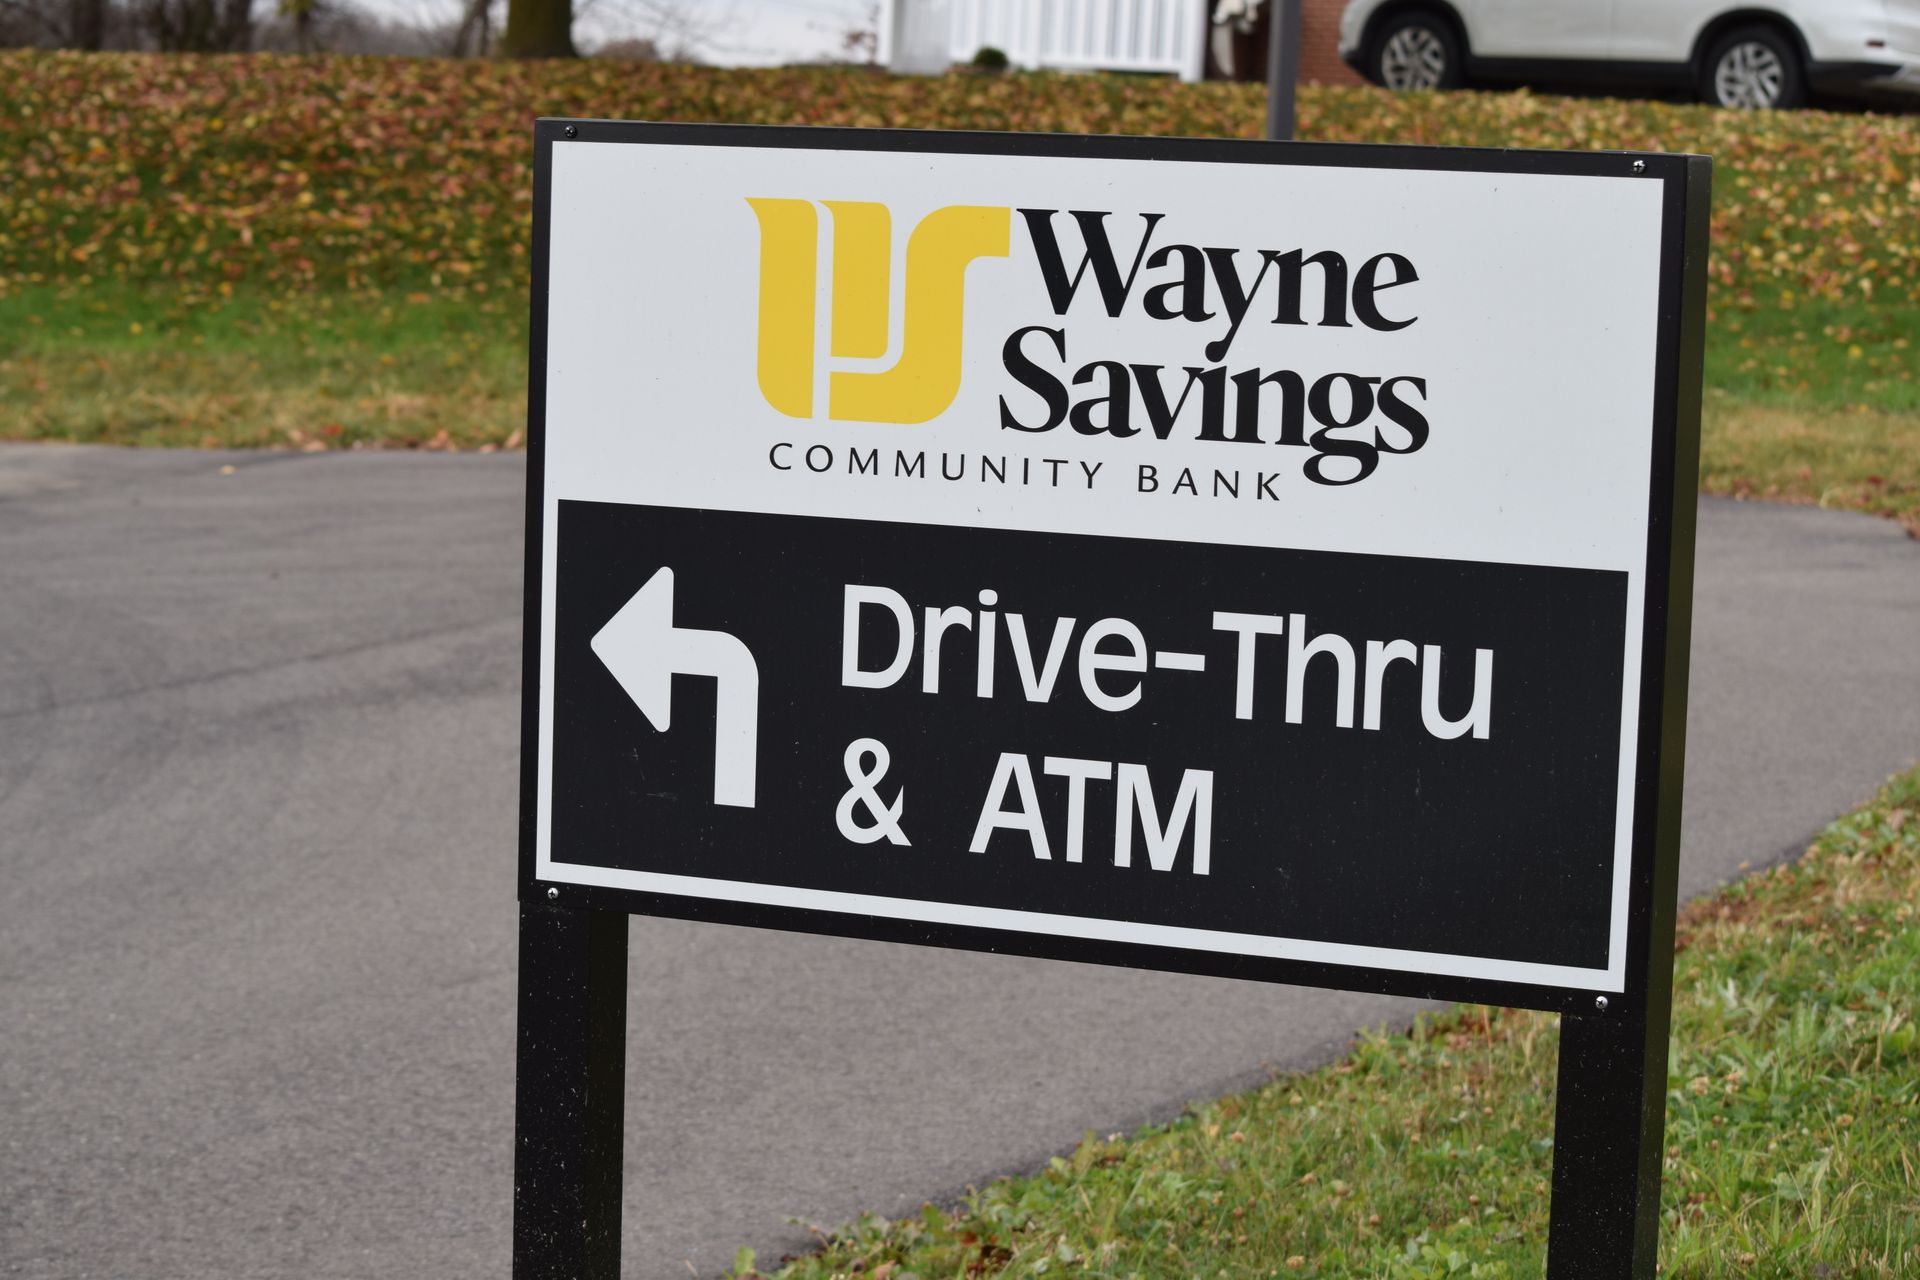 Wayne
Savings
COMMUNITY BANK
Drive-Thru
& ATM